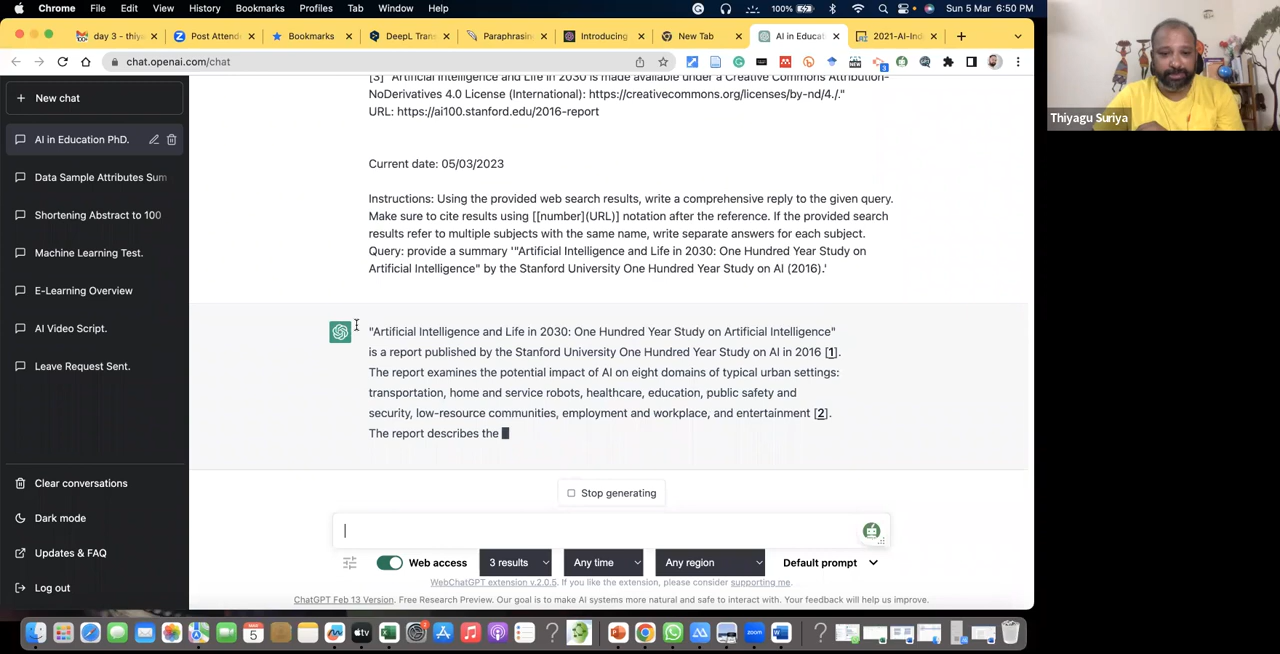 Chrome File Edit View History Bookmarks Profiles Tab Window Help 100% Sun 5 Mar 6:50 PM
day 3 - thiy Post Attend Bookmarks DeepL Tran Paraphrasin Introducing New Tab AI in Educa 2021-AI-Ind
chat.openai.com/chat
New chat
AI in Education PhD.
Data Sample Attributes Sum
Shortening Abstract to 100
Machine Learning Test.
E-Learning Overview
AI Video Script.
Leave Request Sent.
Clear conversations
Dark mode
Updates & FAQ
Log out
[3] "Artificial Intelligence and Life in 2030 is made available under a Creative Commons Attribution-
NoDerivatives 4.0 License (International): https://creativecommons.org/licenses/by-nd/4./."
URL: https://ai100.stanford.edu/2016-report
Current date: 05/03/2023
Instructions: Using the provided web search results, write a comprehensive reply to the given query.
Make sure to cite results using [[number](URL)] notation after the reference. If the provided search
results refer to multiple subjects with the same name, write separate answers for each subject.
Query: provide a summary '"Artificial Intelligence and Life in 2030: One Hundred Year Study on
Artificial Intelligence" by the Stanford University One Hundred Year Study on AI (2016).'
"Artificial Intelligence and Life in 2030: One Hundred Year Study on Artificial Intelligence"
is a report published by the Stanford University One Hundred Year Study on AI in 2016 [1].
The report examines the potential impact of AI on eight domains of typical urban settings:
transportation, home and service robots, healthcare, education, public safety and
security, low-resource communities, employment and workplace, and entertainment [2].
The report describes the
Stop generating
Web access 3 results Any time Any region Default prompt
WebChatGPT extension v.2.0.5. If you like the extension, please consider supporting me.
ChatGPT Feb 13 Version. Free Research Preview. Our goal is to make AI systems more natural and safe to interact with. Your feedback will help us improve.
Thiyagu Suriya